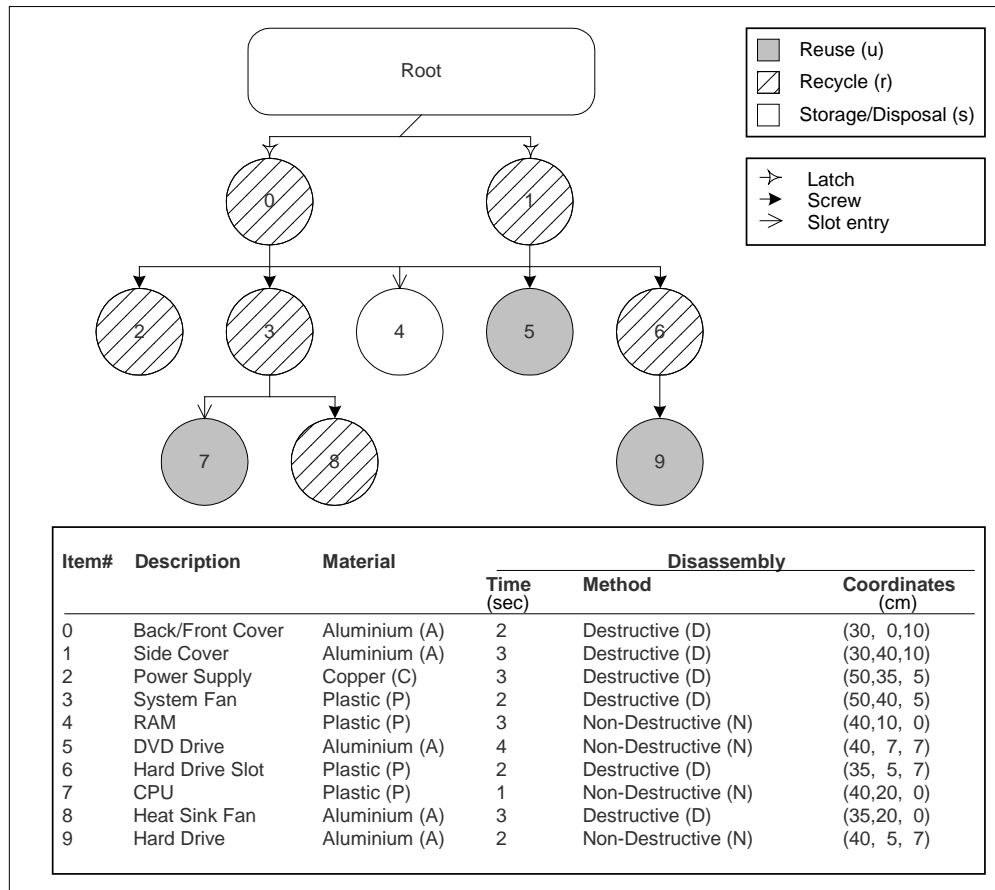 Root
Reuse (u)
Recycle (r)
Storage/Disposal (s)
Latch
Screw
Slot entry
0 1
2 3 4 5 6
7 8 9
Item# Description Material Disassembly
Time Method Coordinates
(sec) (cm)
0 Back/Front Cover Aluminium (A) 2 Destructive (D) (30, 0,10)
1 Side Cover Aluminium (A) 3 Destructive (D) (30,40,10)
2 Power Supply Copper (C) 3 Destructive (D) (50,35, 5)
3 System Fan Plastic (P) 2 Destructive (D) (50,40, 5)
4 RAM Plastic (P) 3 Non-Destructive (N) (40,10, 0)
5 DVD Drive Aluminium (A) 4 Non-Destructive (N) (40, 7, 7)
6 Hard Drive Slot Plastic (P) 2 Destructive (D) (35, 5, 7)
7 CPU Plastic (P) 1 Non-Destructive (N) (40,20, 0)
8 Heat Sink Fan Aluminium (A) 3 Destructive (D) (35,20, 0)
9 Hard Drive Aluminium (A) 2 Non-Destructive (N) (40, 5, 7)